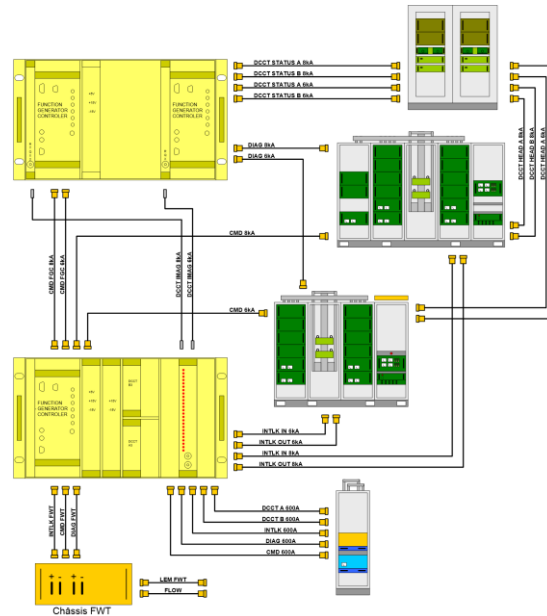 DCCT STATUS A 8kA
DCCT STATUS B 8kA
DCCT STATUS A 6kA
DCCT STATUS B 6kA
FUNCTION
GENERATOR
CONTROLER
FUNCTION
GENERATOR
CONTROLER
DIAG 8kA
DIAG 6kA
DCCT HEAD A 8kA
DCCT HEAD B 8kA
DCCT HEAD A 6kA
CMD 8kA
CMD FGC 8kA
CMD FGC 6kA
DCCT IMAG 8kA
DCCT IMAG 6kA
CMD 6kA
FUNCTION
GENERATOR
CONTROLER
INTLK IN 6kA
INTLK OUT 6kA
INTLK IN 8kA
INTLK OUT 8kA
DCCT A 600A
DCCT B 600A
INTLK 600A
DIAG 600A
CMD 600A
INTLK FWT
CMD FWT
DIAG FWT
LEM FWT
FLOW
Châssis FWT